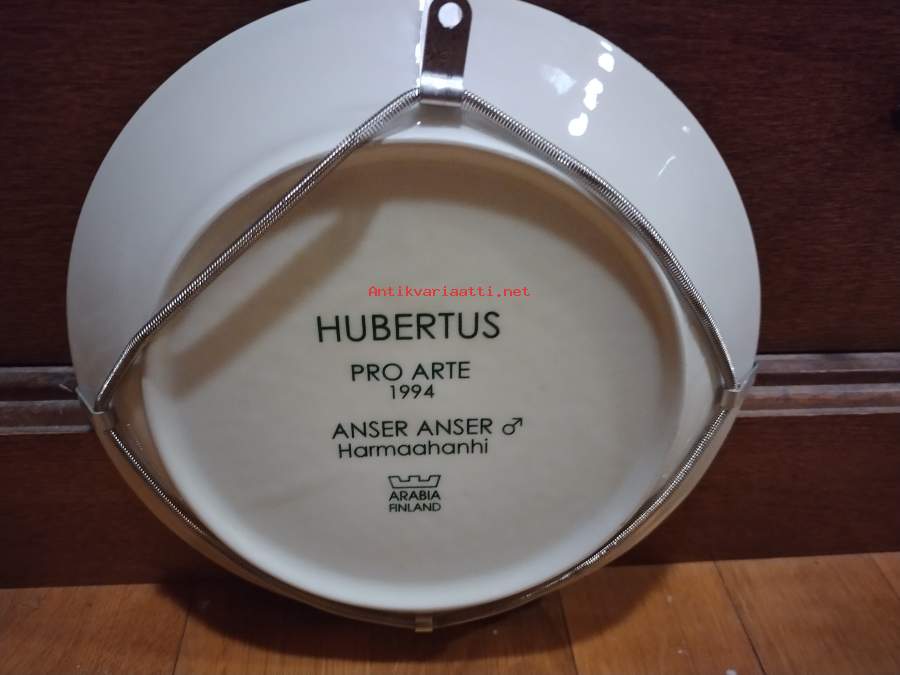 Antikvariaatti.net
HUBERTUS
PRO ARTE
1994
ANSER ANSER ♂
Harmaahanhi
ARABIA
FINLAND